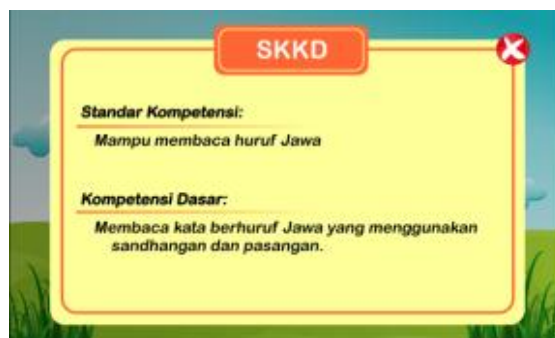 SKKD
Standar Kompetensi:
Mampu membaca huruf Jawa
Kompetensi Dasar:
Membaca kata berhuruf Jawa yang menggunakan
sandhangan dan pasangan.